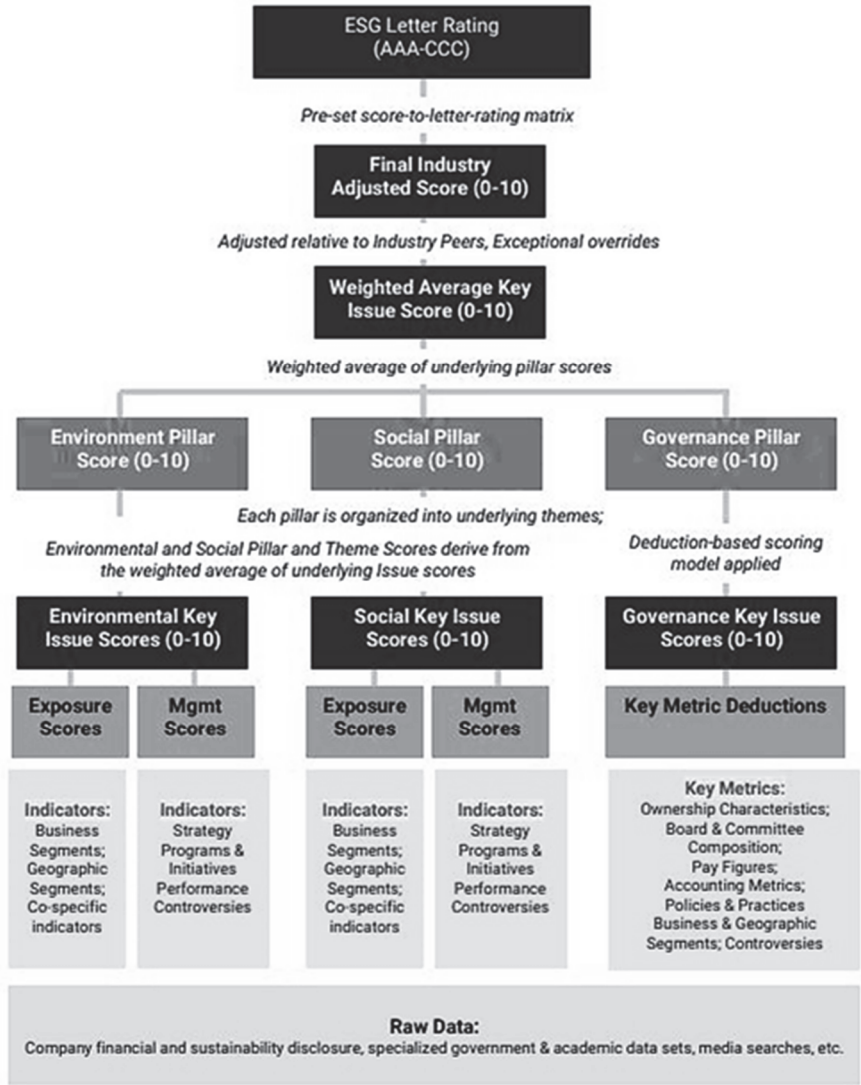 ESG Letter Rating
(AAA-CCC)
Pre-set score-to-letter-rating matrix
Final Industry
Adjusted Score (0-10)
Adjusted relative to Industry Peers, Exceptional overrides
Weighted Average Key
Issue Score (0-10)
Weighted average of underlying pillar scores
Environment Pillar
Score (0-10)
Social Pillar
Score (0-10)
Governance Pillar
Score (0-10)
Each pillar is organized into underlying themes;
Environmental and Social Pillar and Theme Scores derive from
the weighted average of underlying Issue scores
Deduction-based scoring
model applied
Environmental Key
Issue Scores (0-10)
Social Key Issue
Scores (0-10)
Governance Key Issue
Scores (0-10)
Exposure
Scores
Mgmt
Scores
Exposure
Scores
Mgmt
Scores
Key Metric Deductions
Indicators:
Business
Segments;
Geographic
Segments;
Co-specific
indicators
Indicators:
Strategy
Programs &
Initiatives
Performance
Controversies
Indicators:
Business
Segments;
Geographic
Segments;
Co-specific
indicators
Indicators:
Strategy
Programs &
Initiatives
Performance
Controversies
Key Metrics:
Ownership Characteristics;
Board & Committee
Composition;
Pay Figures;
Accounting Metrics;
Policies & Practices
Business & Geographic
Segments; Controversies
Raw Data:
Company financial and sustainability disclosure, specialized government & academic data sets, media searches, etc.